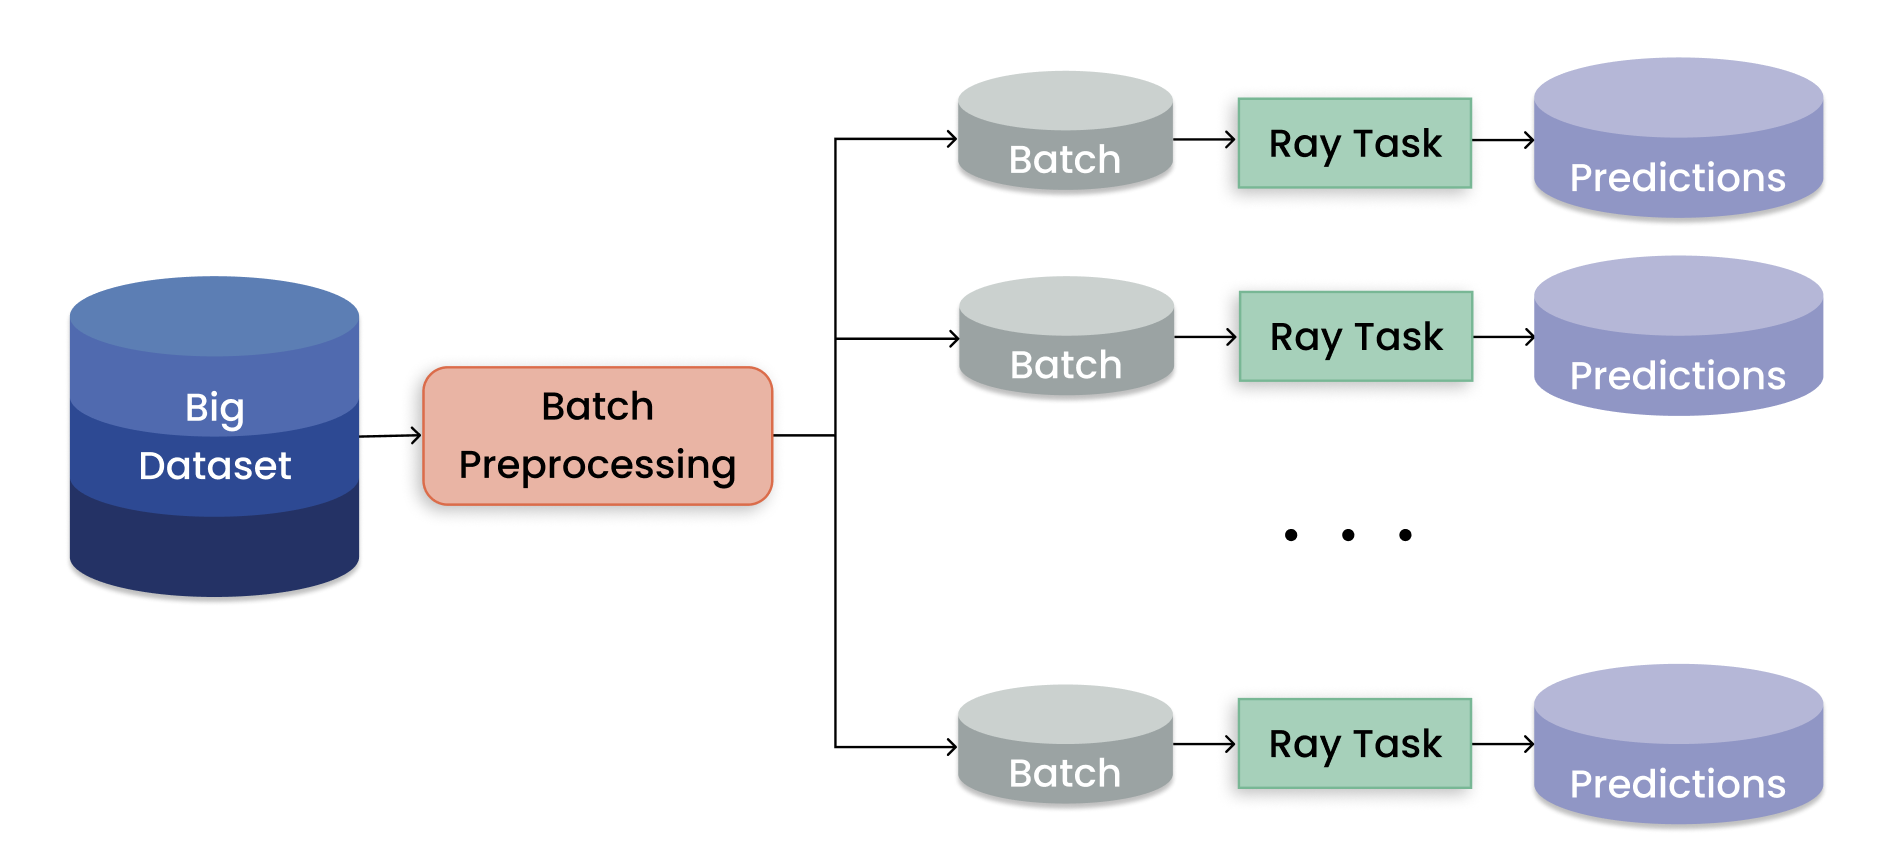 Big
Dataset
Batch
Preprocessing
Batch
Ray Task
Predictions
Batch
Ray Task
Predictions
. . .
Batch
Ray Task
Predictions